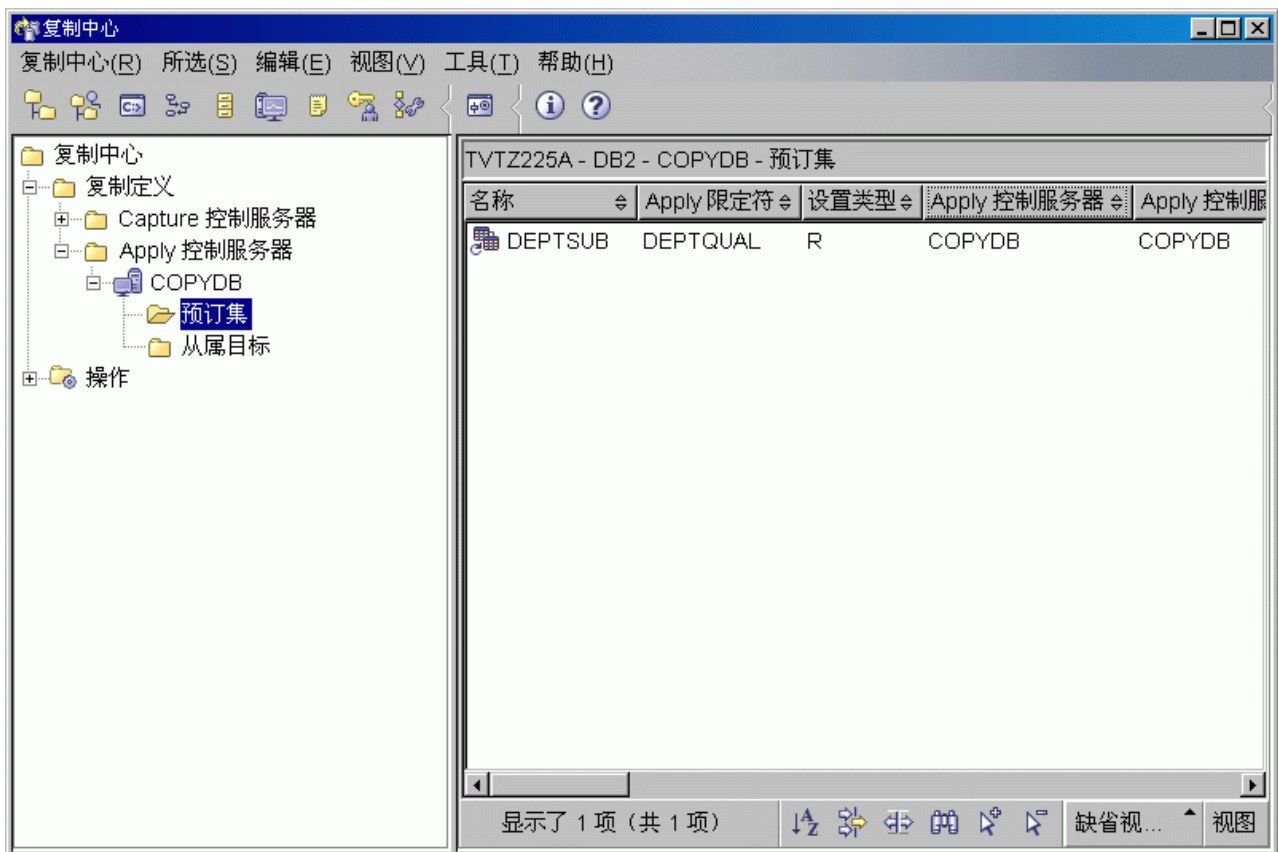 复制中心
复制中心(R) 所选(S) 编辑(E) 视图(V) 工具(T) 帮助(H)
复制中心
复制定义
Capture 控制服务器
Apply 控制服务器
COPYDB
预订集
从属目标
操作
TVTZ225A - DB2 - COPYDB - 预订集
名称 Apply 限定符 设置类型 Apply 控制服务器 Apply 控制服
DEPTSUB DEPTQUAL R COPYDB COPYDB
显示了 1 项（共 1 项） 缺省视... 视图